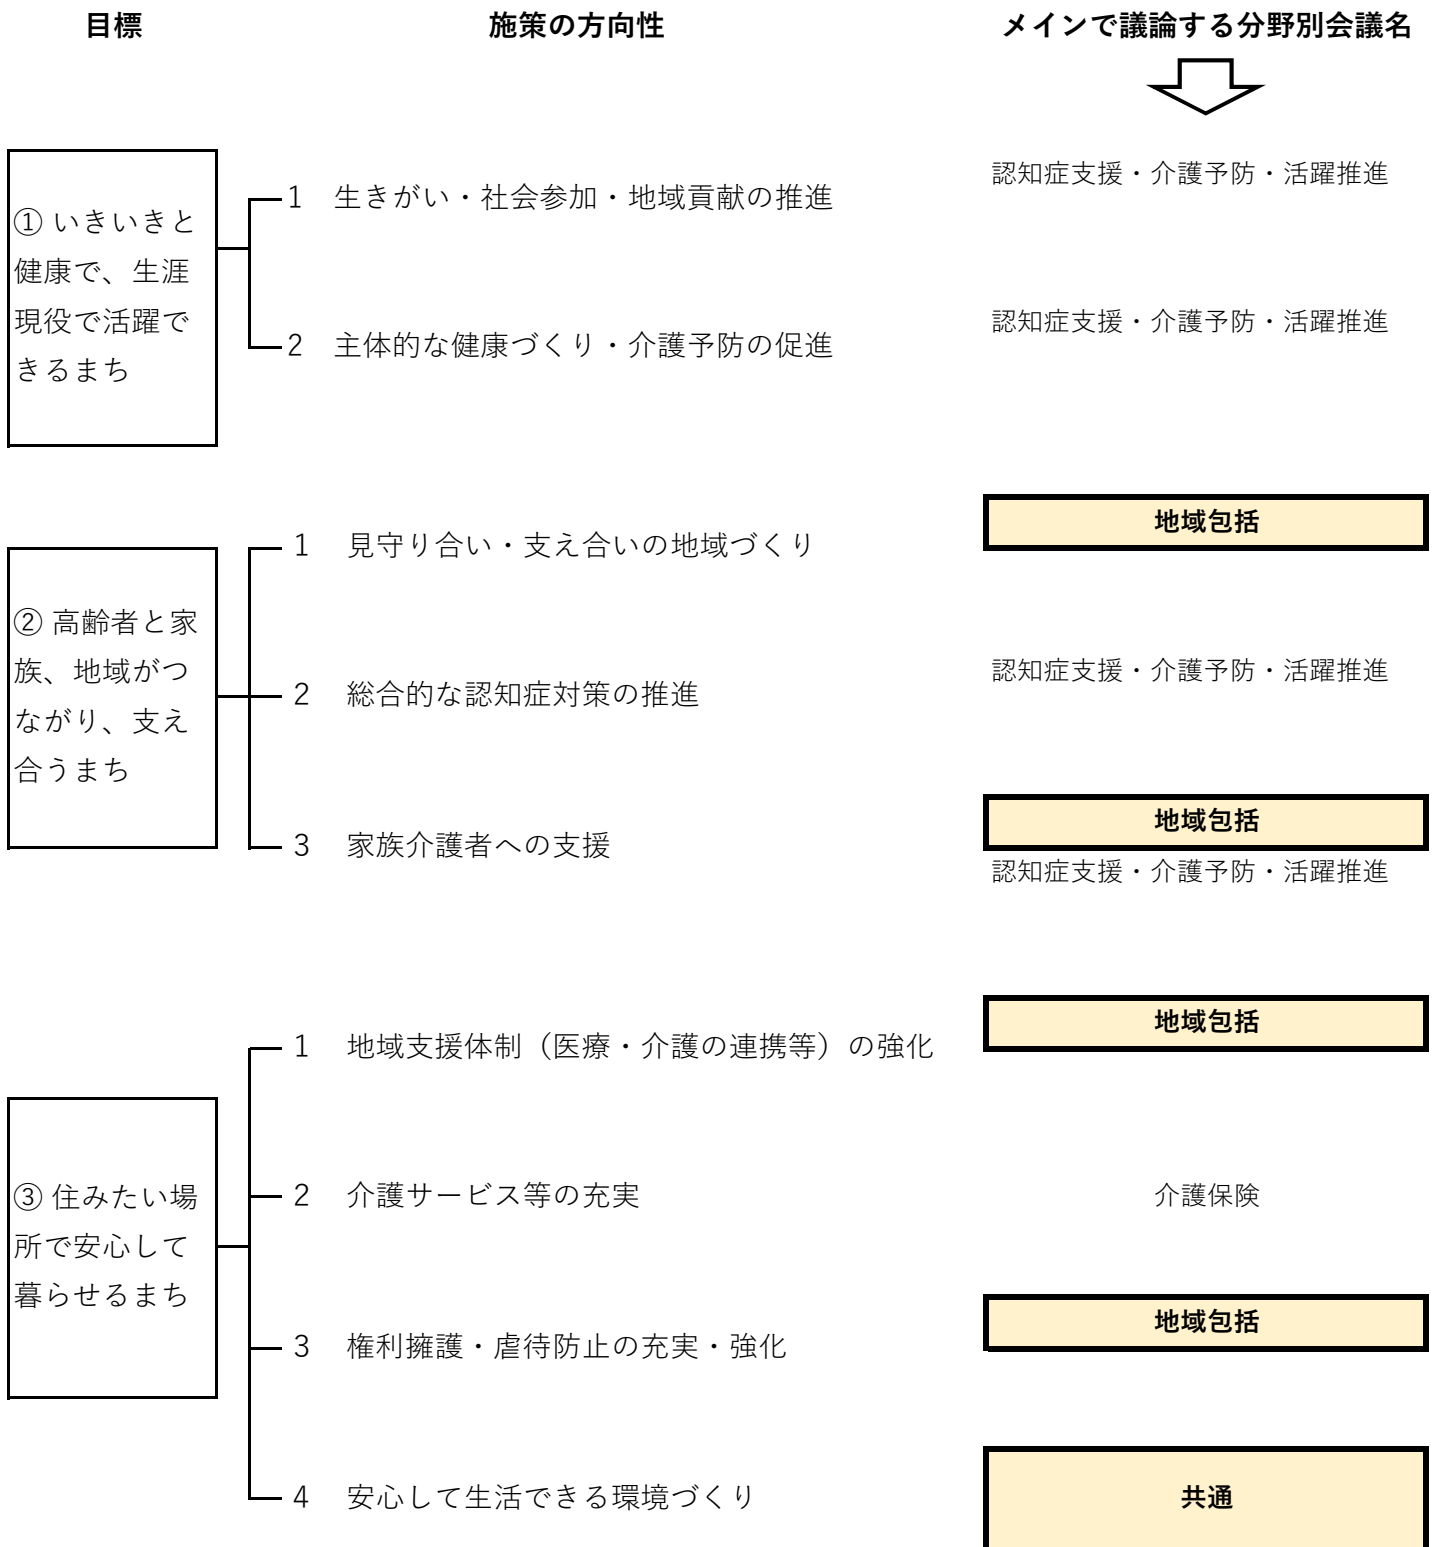 目標
施策の方向性
メインで議論する分野別会議名
① いきいきと
健康で、生涯
現役で活躍で
きるまち
1 生きがい・社会参加・地域貢献の推進
認知症支援・介護予防・活躍推進
2 主体的な健康づくり・介護予防の促進
認知症支援・介護予防・活躍推進
② 高齢者と家
族、地域がつ
ながり、支え
合うまち
1 見守り合い・支え合いの地域づくり
地域包括
2 総合的な認知症対策の推進
認知症支援・介護予防・活躍推進
3 家族介護者への支援
地域包括
認知症支援・介護予防・活躍推進
③ 住みたい場
所で安心して
暮らせるまち
1 地域支援体制（医療・介護の連携等）の強化
地域包括
2 介護サービス等の充実
介護保険
3 権利擁護・虐待防止の充実・強化
地域包括
4 安心して生活できる環境づくり
共通